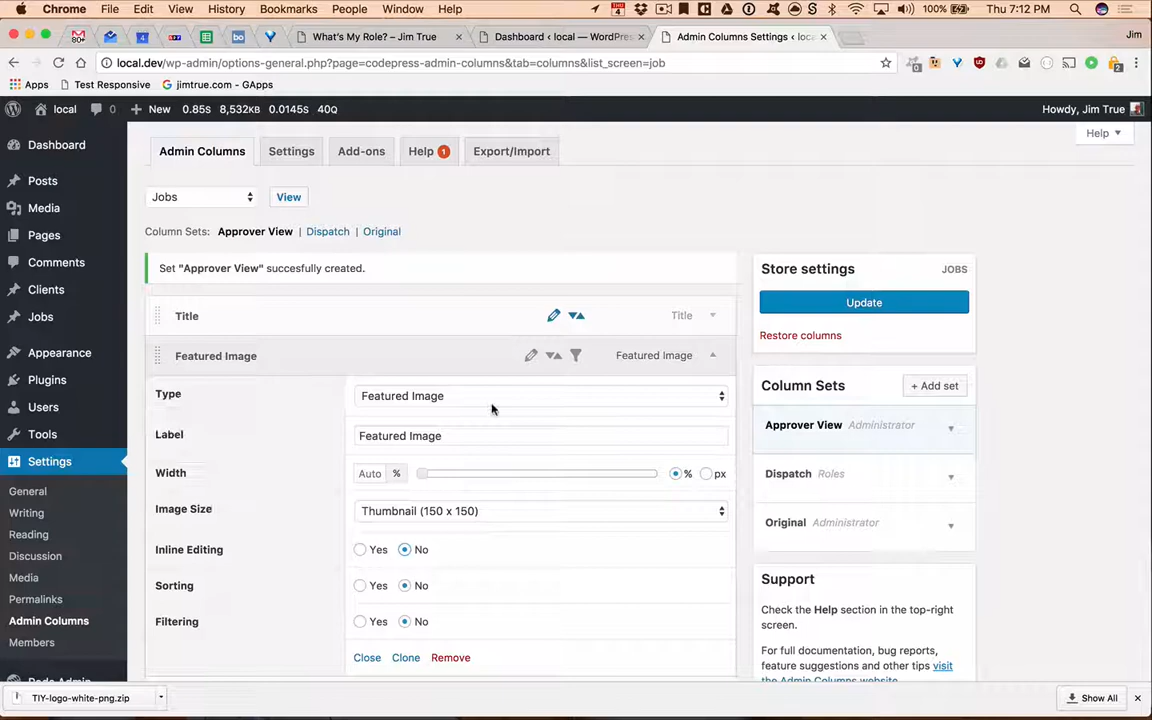 Chrome File Edit View History Bookmarks People Window Help 4 100% Thu 7:12 PM
80+ 4 bo What's My Role? – Jim True × Dashboard ‹ local — WordPres × Admin Columns Settings ‹ loca × Jim
local.dev/wp-admin/options-general.php?page=codepress-admin-columns&tab=columns&list_screen=job
Apps Test Responsive jimtrue.com - GApps
local 0 + New 0.85S 8,532KB 0.0145S 40Q Howdy, Jim True
Help
Dashboard
Posts
Media
Pages
Comments
Clients
Jobs
Appearance
Plugins
Users
Tools
Settings
General
Writing
Reading
Discussion
Media
Permalinks
Admin Columns
Members
Admin Columns Settings Add-ons Help 1 Export/Import
Jobs View
Column Sets: Approver View | Dispatch | Original
Set "Approver View" succesfully created.
Title Title
Featured Image Featured Image
Type Featured Image
Label Featured Image
Width Auto % % px
Image Size Thumbnail (150 x 150)
Inline Editing Yes No
Sorting Yes No
Filtering Yes No
Close Clone Remove
Store settings JOBS
Update
Restore columns
Column Sets + Add set
Approver View Administrator
Dispatch Roles
Original Administrator
Support
Check the Help section in the top-right
screen.
For full documentation, bug reports,
feature suggestions and other tips visit
the Admin Columns website
TIY-logo-white-png.zip Show All ×